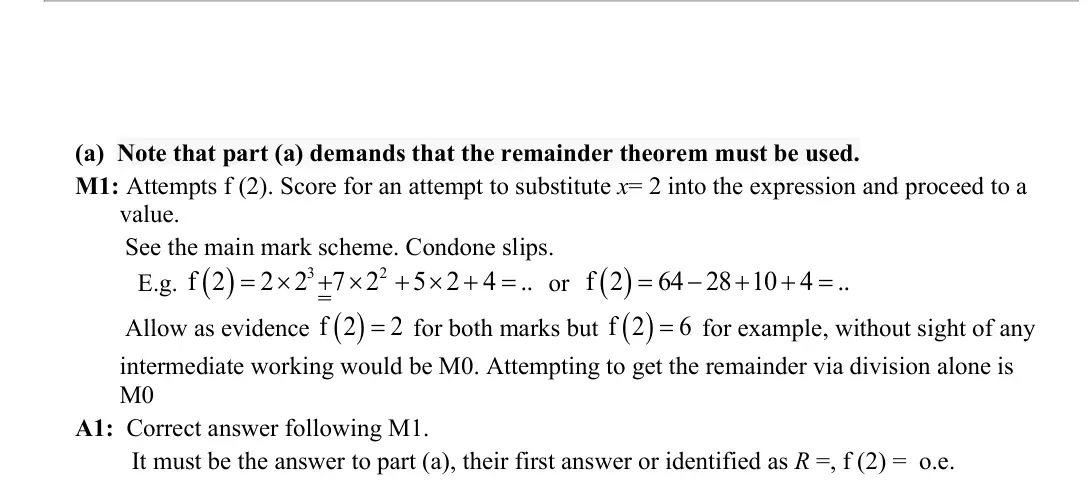 (a) Note that part (a) demands that the remainder theorem must be used.
M1: Attempts f (2). Score for an attempt to substitute x= 2 into the expression and proceed to a
value.
See the main mark scheme. Condone slips.
E.g. f(2) = 2×2³+7×2² +5×2+4 = .. or f(2) = 64−28+10+4 = ..
Allow as evidence f(2) = 2 for both marks but f(2) = 6 for example, without sight of any
intermediate working would be M0. Attempting to get the remainder via division alone is
M0
A1: Correct answer following M1.
It must be the answer to part (a), their first answer or identified as R =, f (2) = o.e.